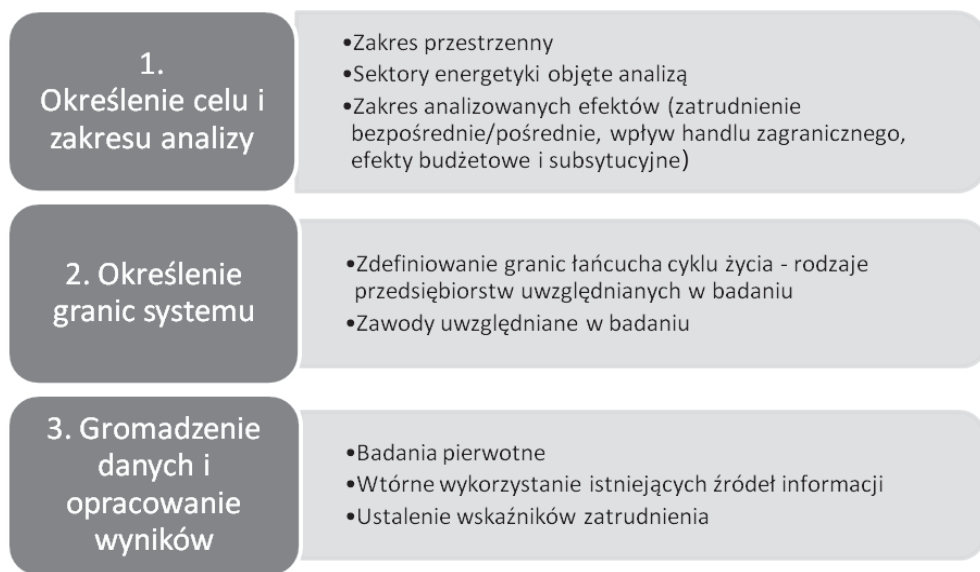 1.
Określenie celu i
zakresu analizy
•Zakres przestrzenny
•Sektory energetyki objęte analizą
•Zakres analizowanych efektów (zatrudnienie
bezpośrednie/pośrednie, wpływ handlu zagranicznego,
efekty budżetowe i subsytucyjne)
2. Określenie
granic systemu
•Zdefiniowanie granic łańcucha cyklu życia - rodzaje
przedsiębiorstw uwzględnianych w badaniu
•Zawody uwzględniane w badaniu
3. Gromadzenie
danych i
opracowanie
wyników
•Badania pierwotne
•Wtórne wykorzystanie istniejących źródeł informacji
•Ustalenie wskaźników zatrudnienia